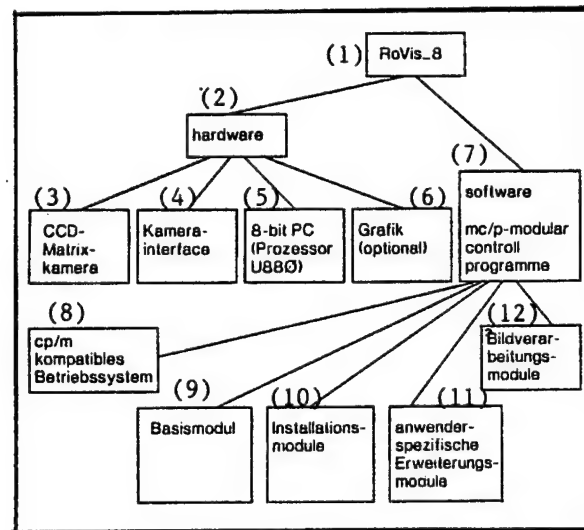 (1)
RoVis_8
(2)
hardware
(7)
software
mc/p-modular
controll
programme
(3)
CCD-
Matrix-
kamera
(4)
Kamera-
interface
(5)
8-bit PC
(Prozessor
U88Ø)
(6)
Grafik
(optional)
(8)
cp/m
kompatibles
Betriebssystem
(12)
Bildverar-
beitungs-
module
(9)
Basismodul
(10)
Installations-
module
(11)
anwender-
spezifische
Erweiterungs-
module